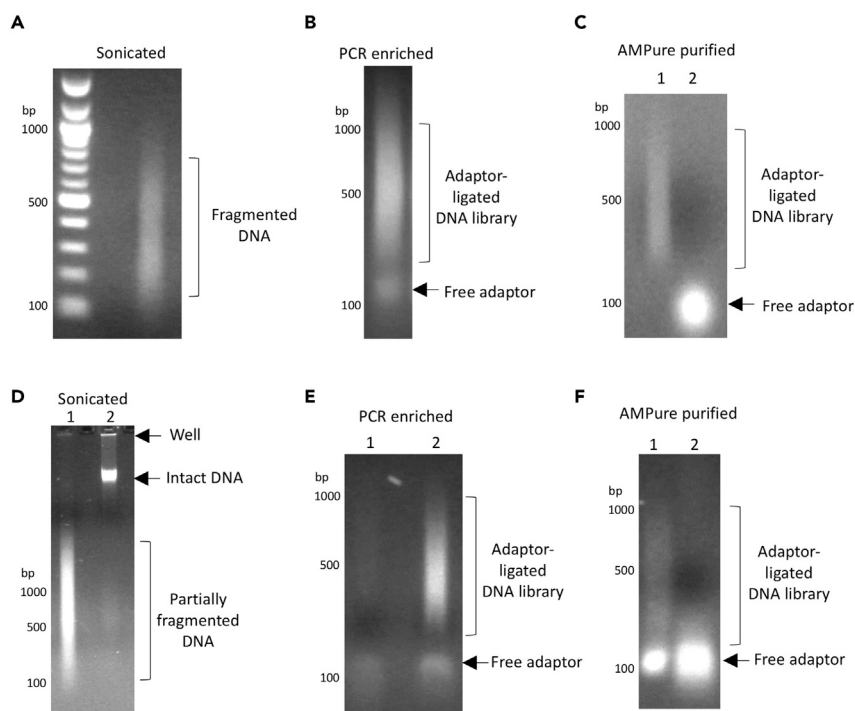 A
Sonicated
bp
1000
500
100
Fragmented
DNA
B
PCR enriched
bp
1000
500
100
Adaptor-
ligated
DNA library
Free adaptor
C
AMPure purified
1 2
bp
1000
500
100
Adaptor-
ligated
DNA library
Free adaptor
D
Sonicated
1 2
Well
Intact DNA
bp
1000
500
100
Partially
fragmented
DNA
E
PCR enriched
1 2
bp
1000
500
100
Adaptor-
ligated
DNA library
Free adaptor
F
AMPure purified
1 2
bp
1000
500
100
Adaptor-
ligated
DNA library
Free adaptor